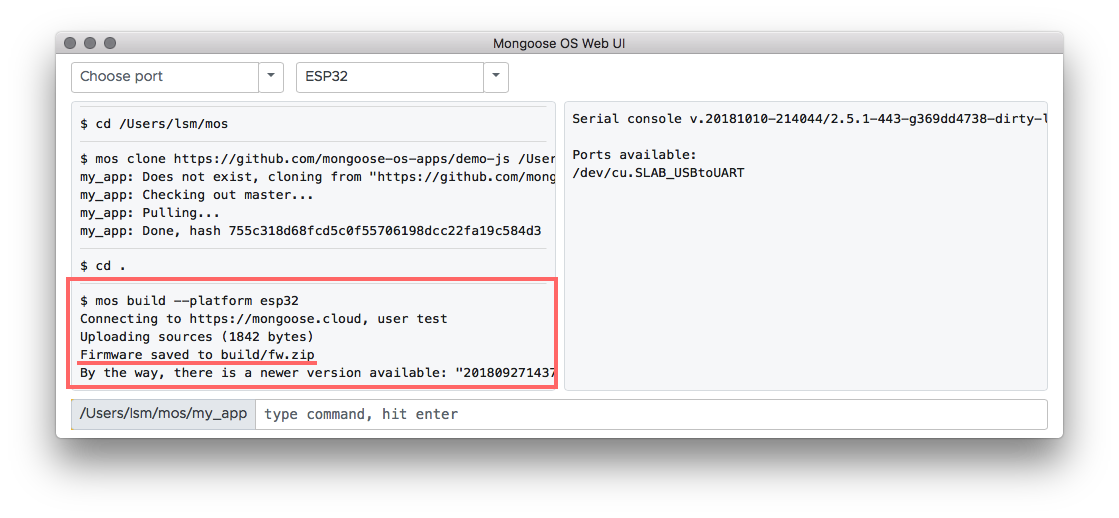 Mongoose OS Web UI
Choose port
ESP32
$ cd /Users/lsm/mos
$ mos clone https://github.com/mongoose-os-apps/demo-js /User
my_app: Does not exist, cloning from "https://github.com/mong
my_app: Checking out master...
my_app: Pulling...
my_app: Done, hash 755c318d68fcd5c0f55706198dcc22fa19c584d3
$ cd .
$ mos build --platform esp32
Connecting to https://mongoose.cloud, user test
Uploading sources (1842 bytes)
Firmware saved to build/fw.zip
By the way, there is a newer version available: "201809271437
Serial console v.20181010-214044/2.5.1-443-g369dd4738-dirty-l
Ports available:
/dev/cu.SLAB_USBtoUART
/Users/lsm/mos/my_app
type command, hit enter